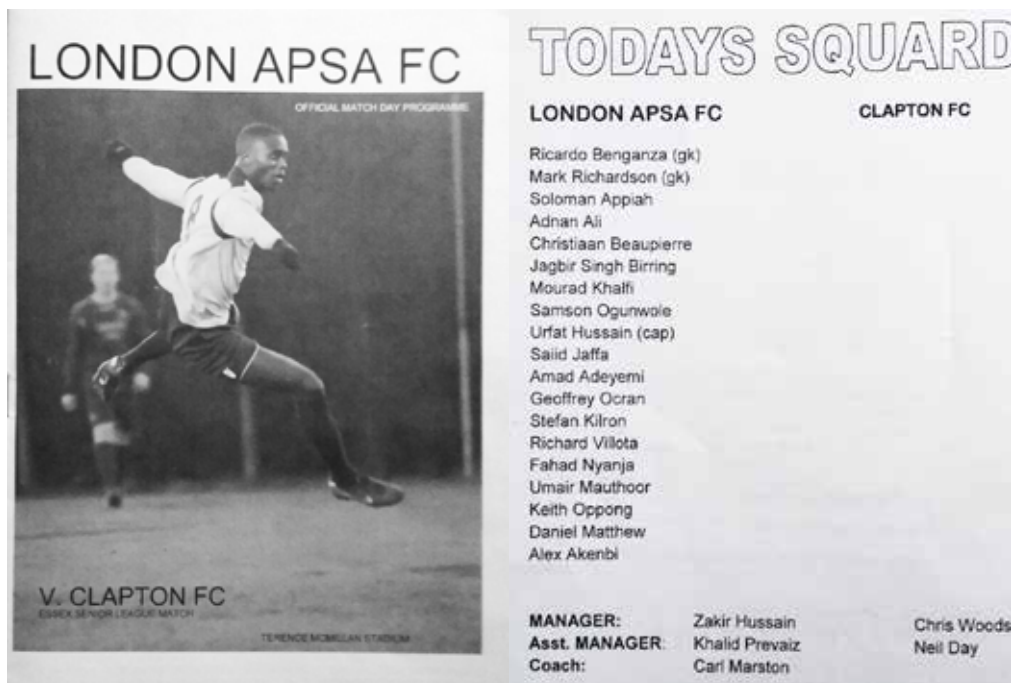 LONDON APSA FC
OFFICIAL MATCH DAY PROGRAMME
V. CLAPTON FC
ESSEX SENIOR LEAGUE MATCH
TERENCE MCMILLAN STADIUM
TODAYS SQUARD
LONDON APSA FC CLAPTON FC
Ricardo Benganza (gk)
Mark Richardson (gk)
Soloman Appiah
Adnan Ali
Christiaan Beaupierre
Jagbir Singh Birring
Mourad Khalfi
Samson Ogunwole
Urfat Hussain (cap)
Saiid Jaffa
Amad Adeyemi
Geoffrey Ocran
Stefan Kilron
Richard Villota
Fahad Nyanja
Umair Mauthoor
Keith Oppong
Daniel Matthew
Alex Akenbi
MANAGER: Zakir Hussain Chris Woods
Asst. MANAGER: Khalid Prevaiz Neil Day
Coach: Carl Marston